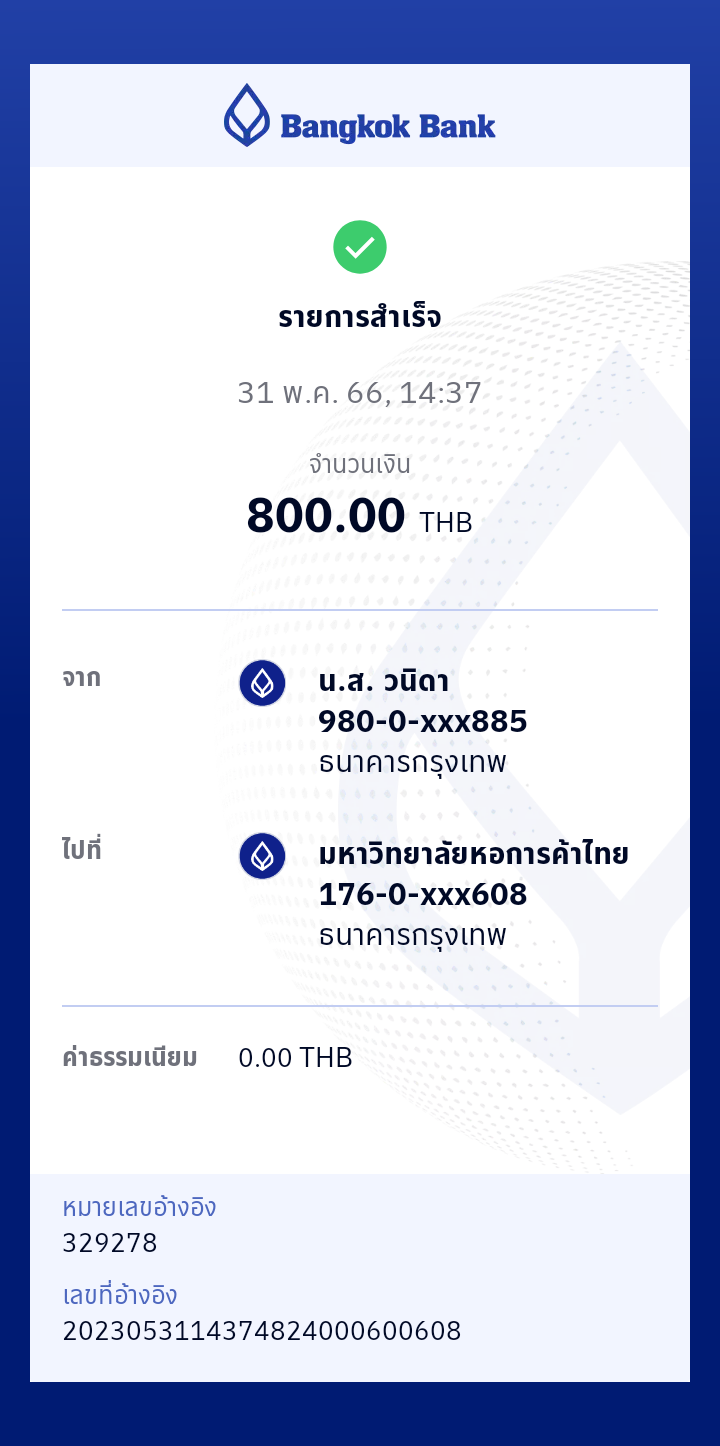 Bangkok Bank
รายการสำเร็จ
31 พ.ค. 66, 14:37
จำนวนเงิน
800.00 THB
จาก
น.ส. วนิดา
980-0-xxx885
ธนาคารกรุงเทพ
ไปที่
มหาวิทยาลัยหอการค้าไทย
176-0-xxx608
ธนาคารกรุงเทพ
ค่าธรรมเนียม 0.00 THB
หมายเลขอ้างอิง
329278
เลขที่อ้างอิง
2023053114374824000600608